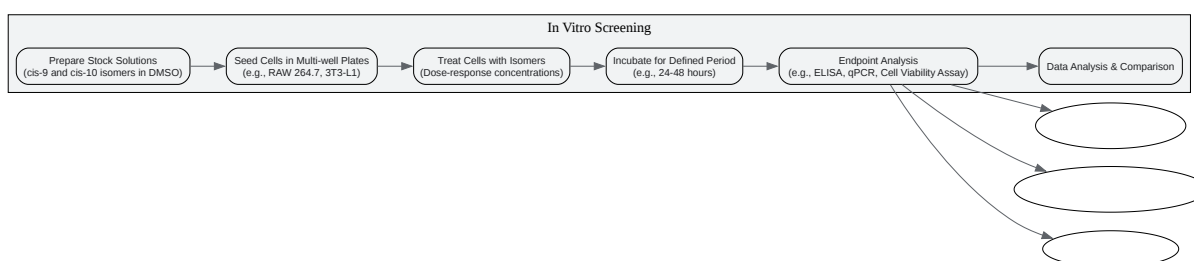 In Vitro Screening
Prepare Stock Solutions
(cis-9 and cis-10 isomers in DMSO)
Seed Cells in Multi-well Plates
(e.g., RAW 264.7, 3T3-L1)
Treat Cells with Isomers
(Dose-response concentrations)
Incubate for Defined Period
(e.g., 24-48 hours)
Endpoint Analysis
(e.g., ELISA, qPCR, Cell Viability Assay)
Data Analysis & Comparison